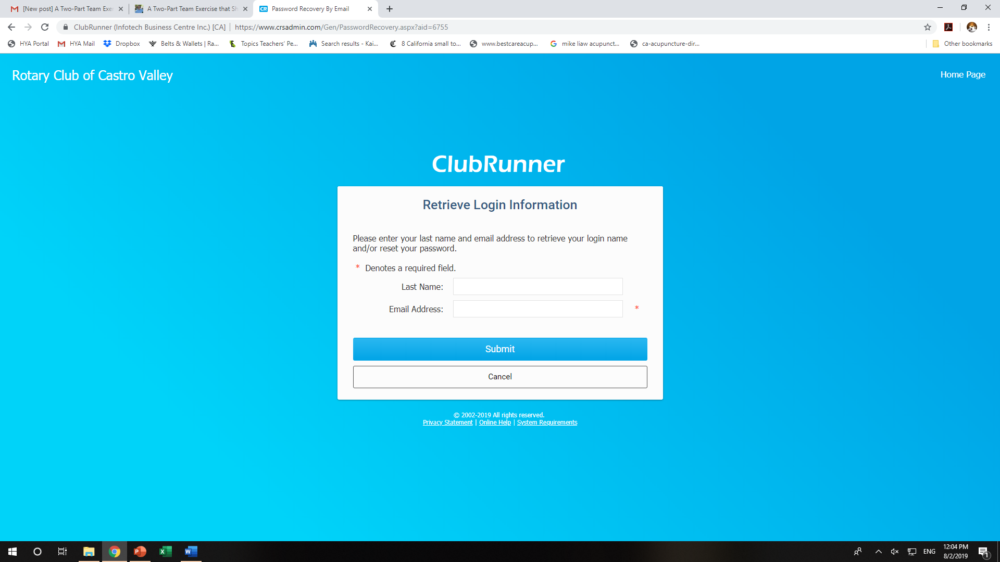 [New post] A Two-Part Team Exer
A Two-Part Team Exercise that Sh
CR
Password Recovery By Email
ClubRunner (Infotech Business Centre Inc.) [CA]
https://www.crsadmin.com/Gen/PasswordRecovery.aspx?aid=6755
HYA Portal
HYA Mail
Dropbox
Belts & Wallets | Ra...
Topics Teachers' Pe...
Search results - Kai...
8 California small to...
www.bestcareacup...
mike liaw acupunct...
ca-acupuncture-dir...
Other bookmarks
Rotary Club of Castro Valley
Home Page
ClubRunner
Retrieve Login Information
Please enter your last name and email address to retrieve your login name
and/or reset your password.
* Denotes a required field.
Last Name:
Email Address: *
Submit
Cancel
© 2002-2019 All rights reserved.
Privacy Statement | Online Help | System Requirements
ENG
12:04 PM
8/2/2019
1